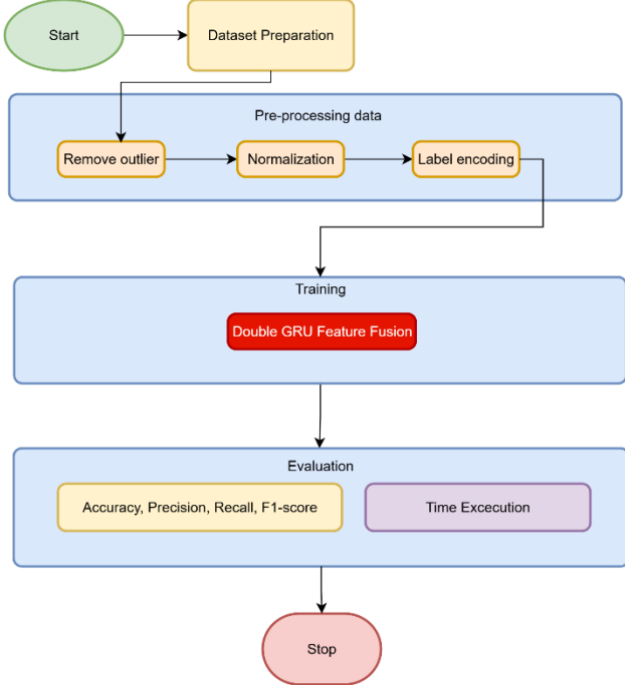 Start
Dataset Preparation
Pre-processing data
Remove outlier
Normalization
Label encoding
Training
Double GRU Feature Fusion
Evaluation
Accuracy, Precision, Recall, F1-score
Time Excecution
Stop